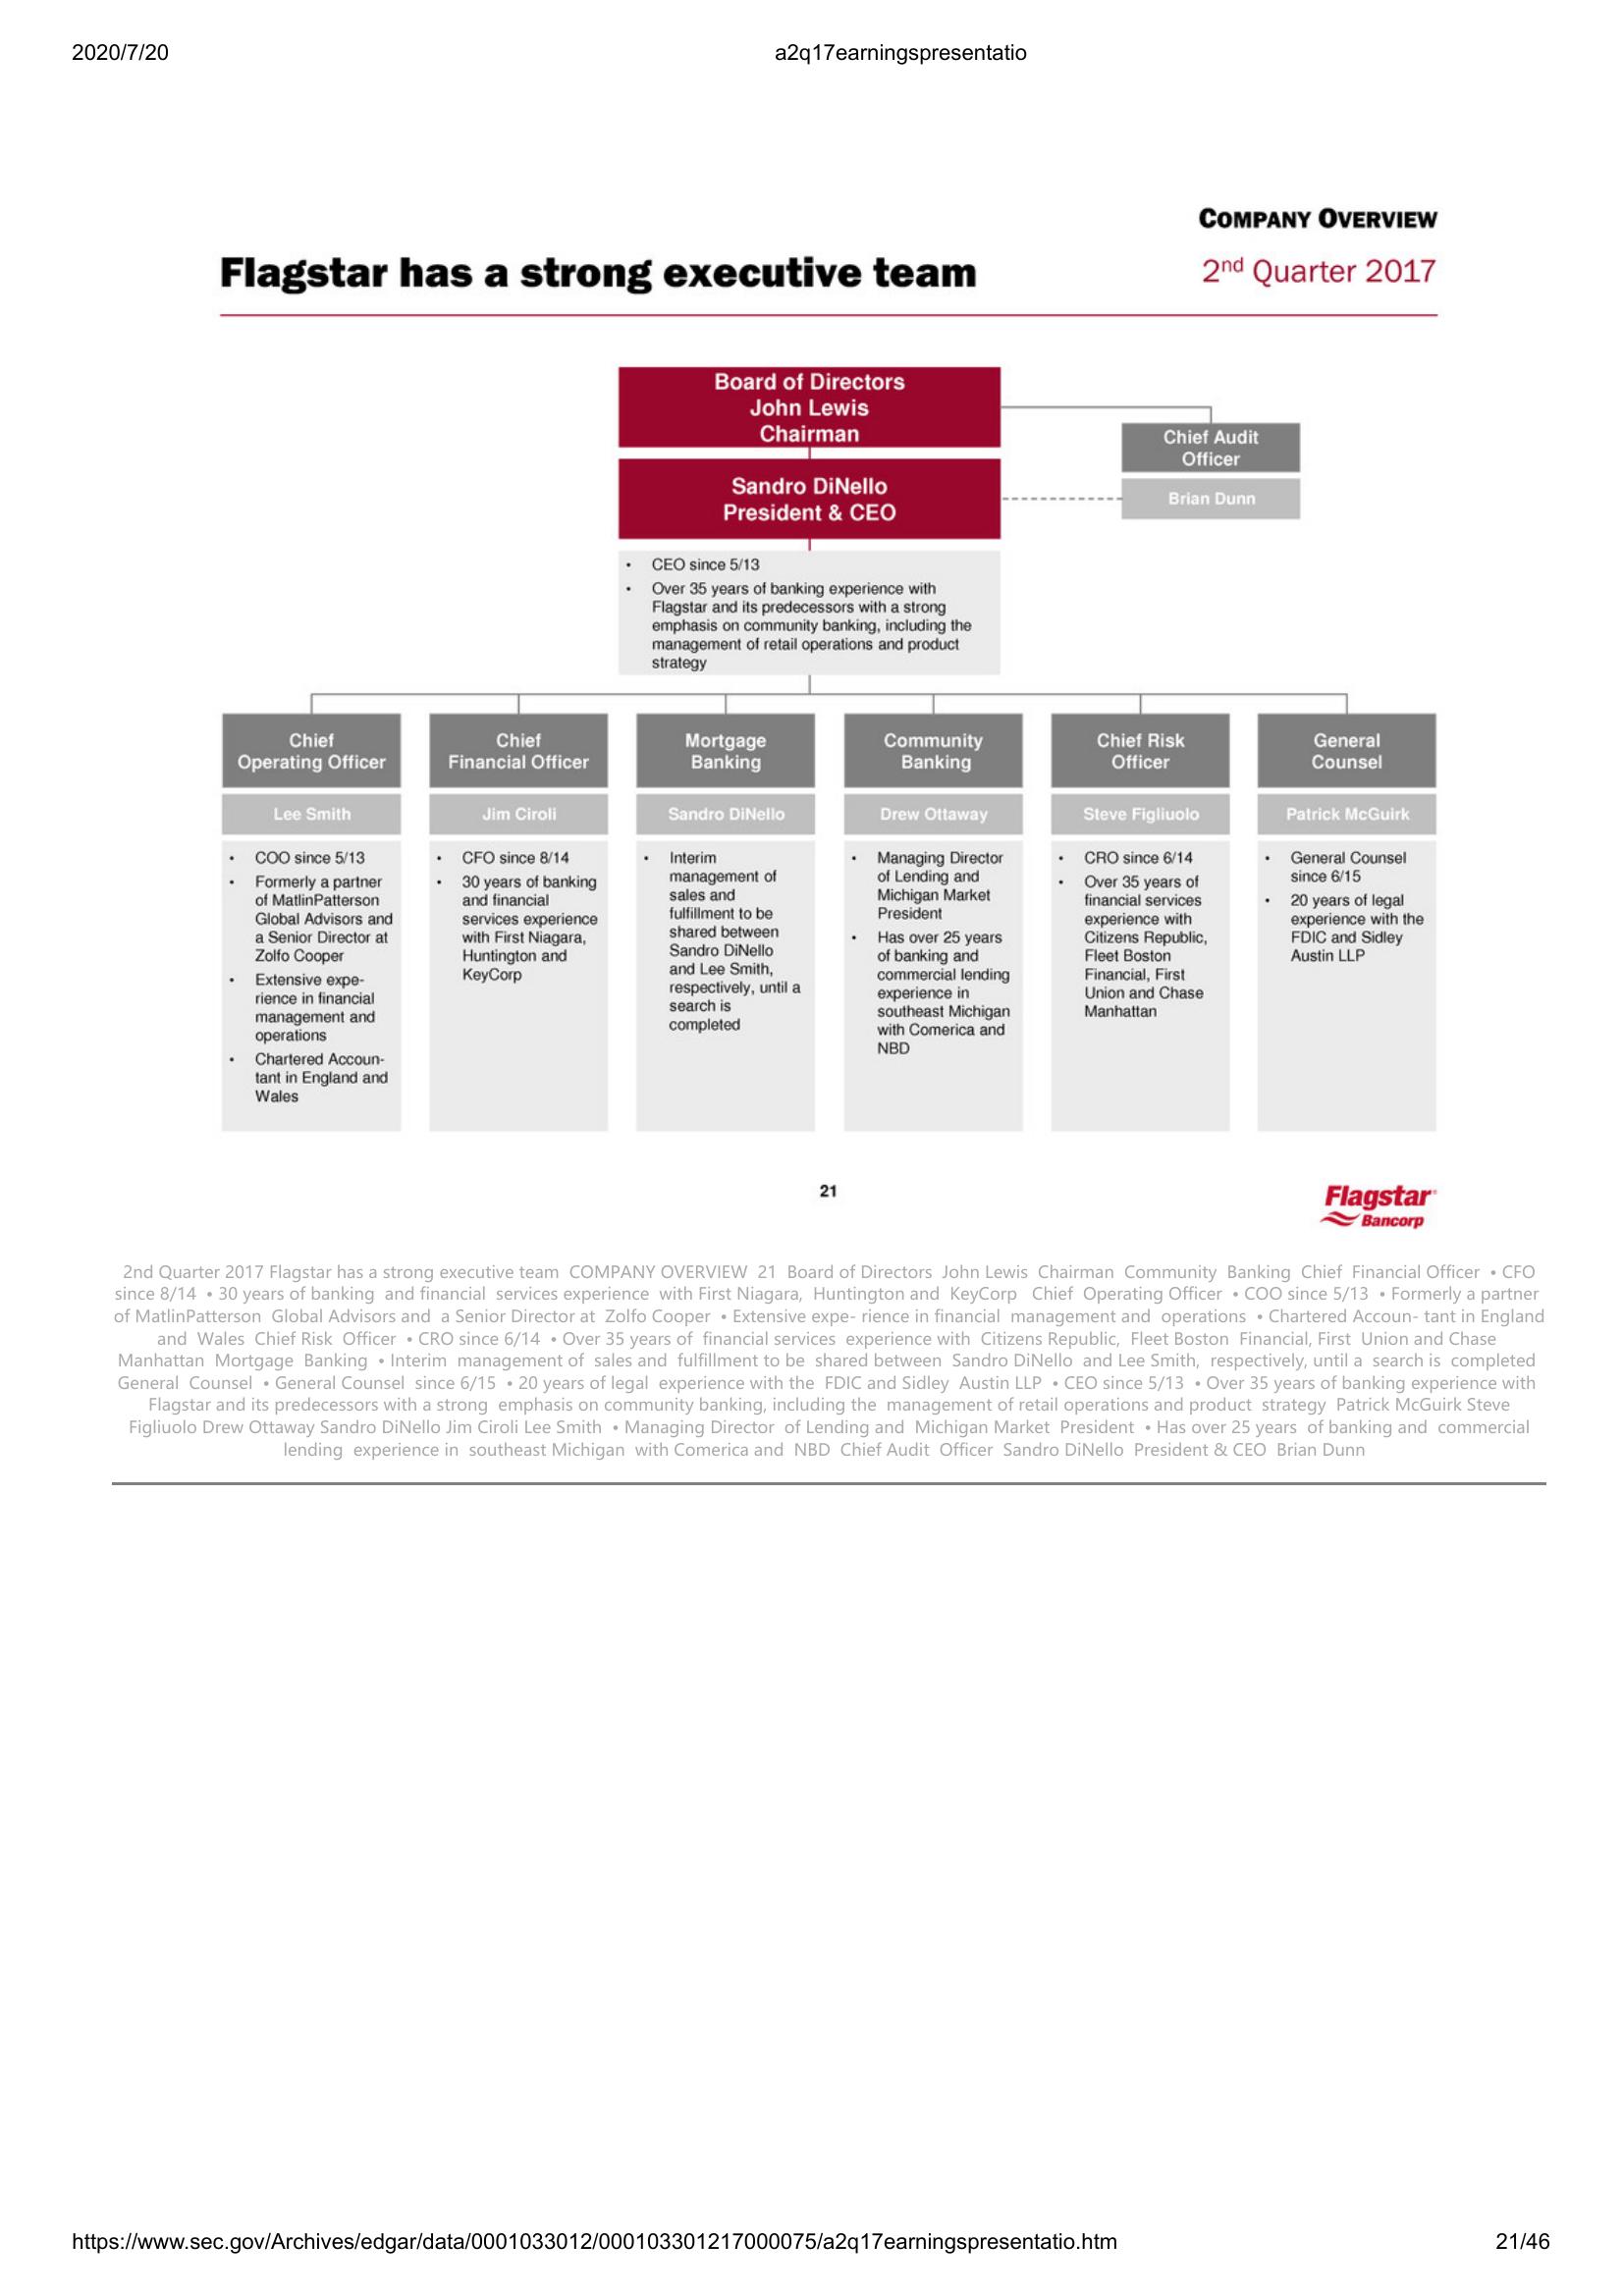 2020/7/20
a2q17earningspresentatio
COMPANY OVERVIEW
Flagstar has a strong executive team
2nd Quarter 2017
Board of Directors
John Lewis
Chairman
Chief Audit
Officer
Brian Dunn
Sandro DiNello
President & CEO
• CEO since 5/13
• Over 35 years of banking experience with
Flagstar and its predecessors with a strong
emphasis on community banking, including the
management of retail operations and product
strategy
Chief
Operating Officer
Lee Smith
• COO since 5/13
• Formerly a partner
of MatlinPatterson
Global Advisors and
a Senior Director at
Zolfo Cooper
• Extensive expe-
rience in financial
management and
operations
• Chartered Accoun-
tant in England and
Wales
Chief
Financial Officer
Jim Ciroli
• CFO since 8/14
• 30 years of banking
and financial
services experience
with First Niagara,
Huntington and
KeyCorp
Mortgage
Banking
Sandro DiNello
• Interim
management of
sales and
fulfillment to be
shared between
Sandro DiNello
and Lee Smith,
respectively, until a
search is
completed
Community
Banking
Drew Ottaway
• Managing Director
of Lending and
Michigan Market
President
• Has over 25 years
of banking and
commercial lending
experience in
southeast Michigan
with Comerica and
NBD
Chief Risk
Officer
Steve Figliuolo
• CRO since 6/14
• Over 35 years of
financial services
experience with
Citizens Republic,
Fleet Boston
Financial, First
Union and Chase
Manhattan
General
Counsel
Patrick McGuirk
• General Counsel
since 6/15
• 20 years of legal
experience with the
FDIC and Sidley
Austin LLP
21
Flagstar
Bancorp
2nd Quarter 2017 Flagstar has a strong executive team COMPANY OVERVIEW 21 Board of Directors John Lewis Chairman Community Banking Chief Financial Officer • CFO
since 8/14 • 30 years of banking and financial services experience with First Niagara, Huntington and KeyCorp Chief Operating Officer • COO since 5/13 • Formerly a partner
of MatlinPatterson Global Advisors and a Senior Director at Zolfo Cooper • Extensive expe- rience in financial management and operations • Chartered Accoun- tant in England
and Wales Chief Risk Officer • CRO since 6/14 • Over 35 years of financial services experience with Citizens Republic, Fleet Boston Financial, First Union and Chase
Manhattan Mortgage Banking • Interim management of sales and fulfillment to be shared between Sandro DiNello and Lee Smith, respectively, until a search is completed
General Counsel • General Counsel since 6/15 • 20 years of legal experience with the FDIC and Sidley Austin LLP • CEO since 5/13 • Over 35 years of banking experience with
Flagstar and its predecessors with a strong emphasis on community banking, including the management of retail operations and product strategy Patrick McGuirk Steve
Figliuolo Drew Ottaway Sandro DiNello Jim Ciroli Lee Smith • Managing Director of Lending and Michigan Market President • Has over 25 years of banking and commercial
lending experience in southeast Michigan with Comerica and NBD Chief Audit Officer Sandro DiNello President & CEO Brian Dunn
https://www.sec.gov/Archives/edgar/data/0001033012/000103301217000075/a2q17earningspresentatio.htm
21/46